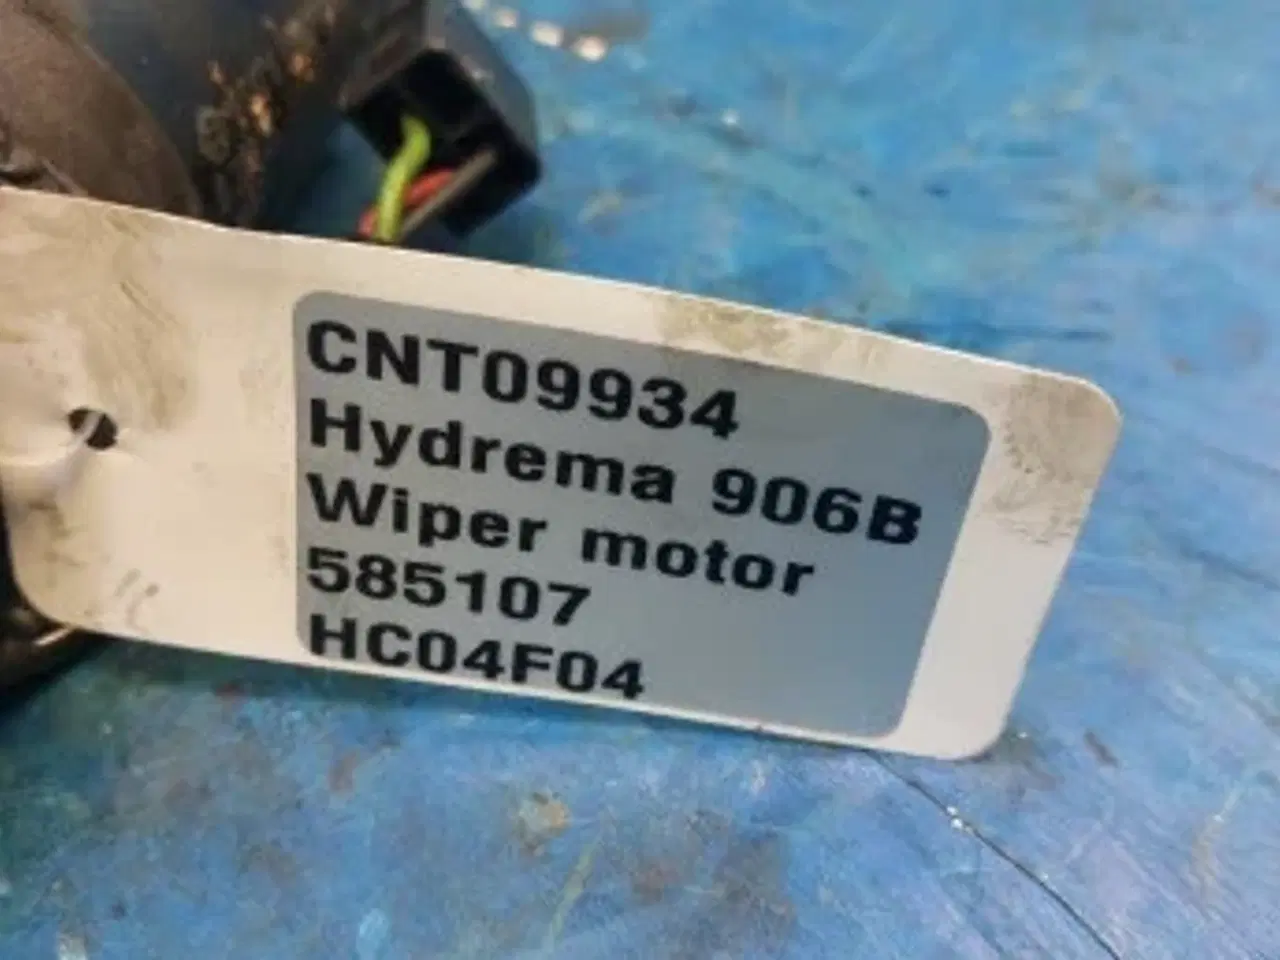 CNT09934
Hydrema 906B
Wiper motor
585107
HC04F04